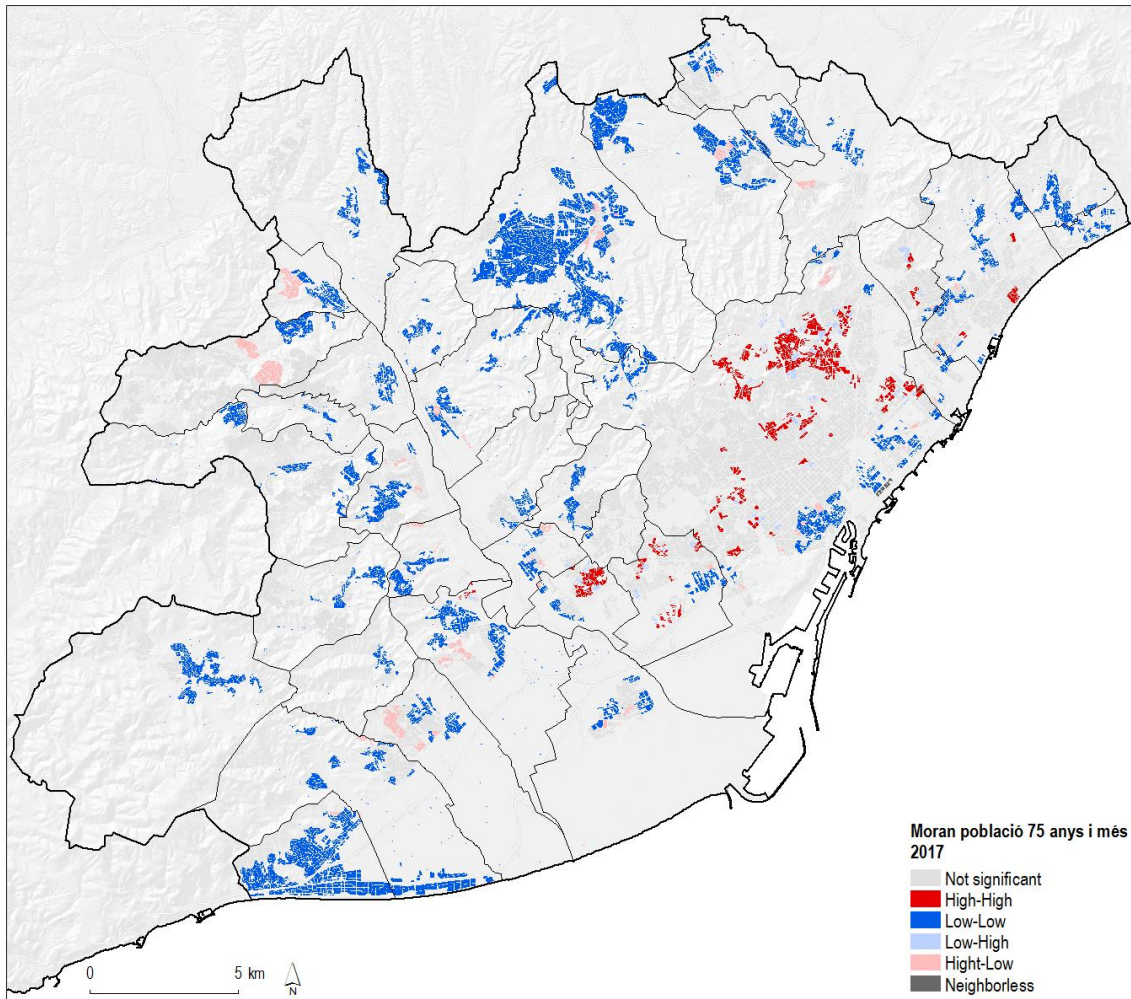 Moran població 75 anys i més
2017
Not significant
High-High
Low-Low
Low-High
Hight-Low
Neighborless
0 5 km
N